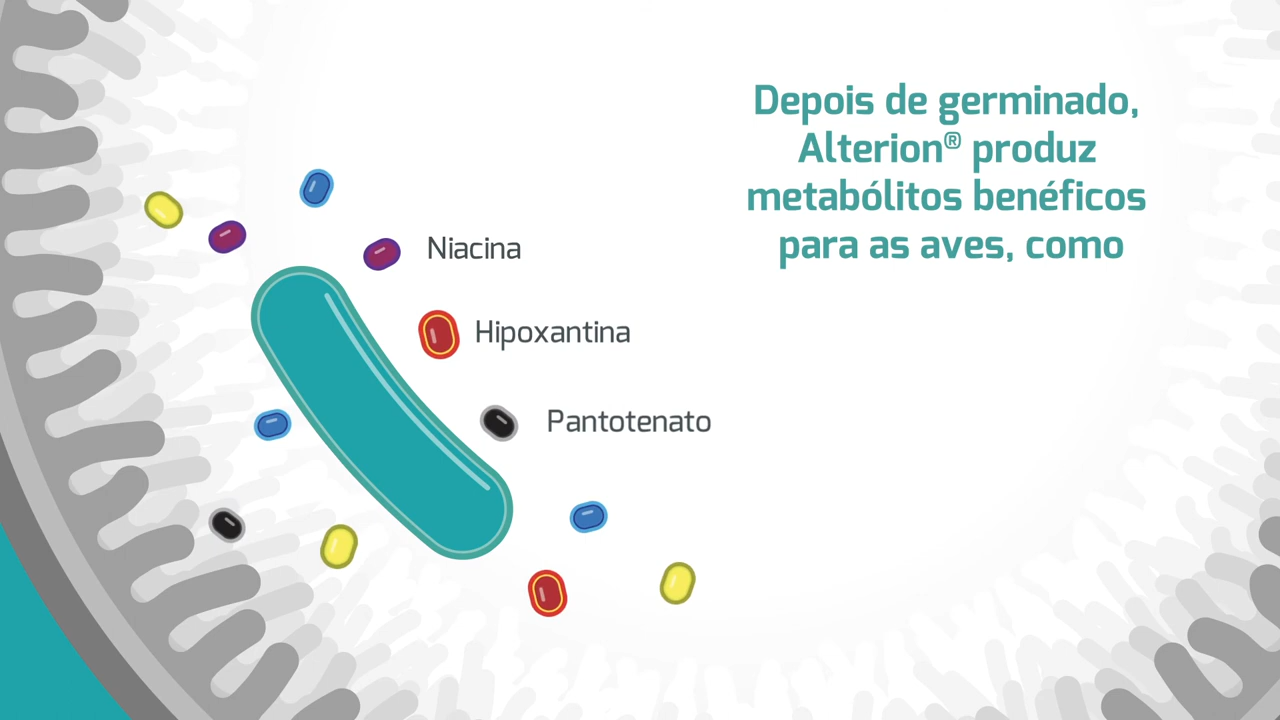 Depois de germinado,
Alterion® produz
metabólitos benéficos
para as aves, como
Niacina
Hipoxantina
Pantotenato